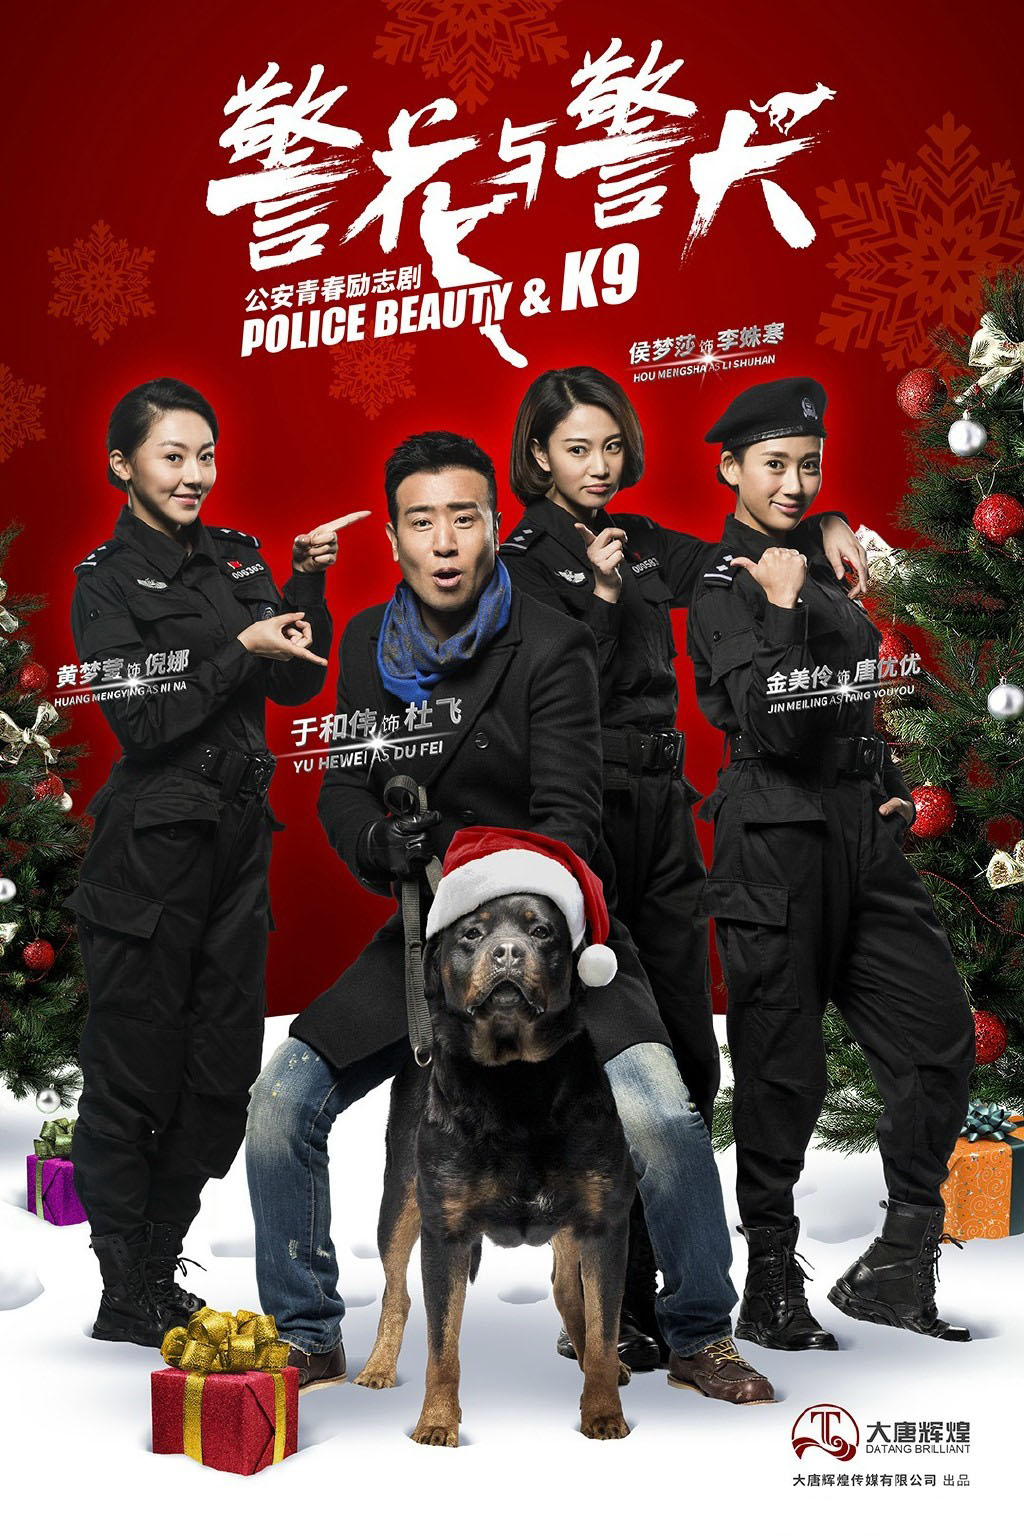 警花与警犬
公安青春励志剧
POLICE BEAUTY & K9
侯梦莎 饰 李姝寒
HOU MENGSHA AS LI SHUHAN
006363
000583
黄梦莹 饰 倪娜
HUANG MENGYING AS NI NA
金美伶 饰 唐优优
JIN MEILING AS TANG YOUYOU
于和伟 饰 杜飞
YU HEWEI AS DU FEI
大唐辉煌
DATANG BRILLIANT
大唐辉煌传媒有限公司 出品